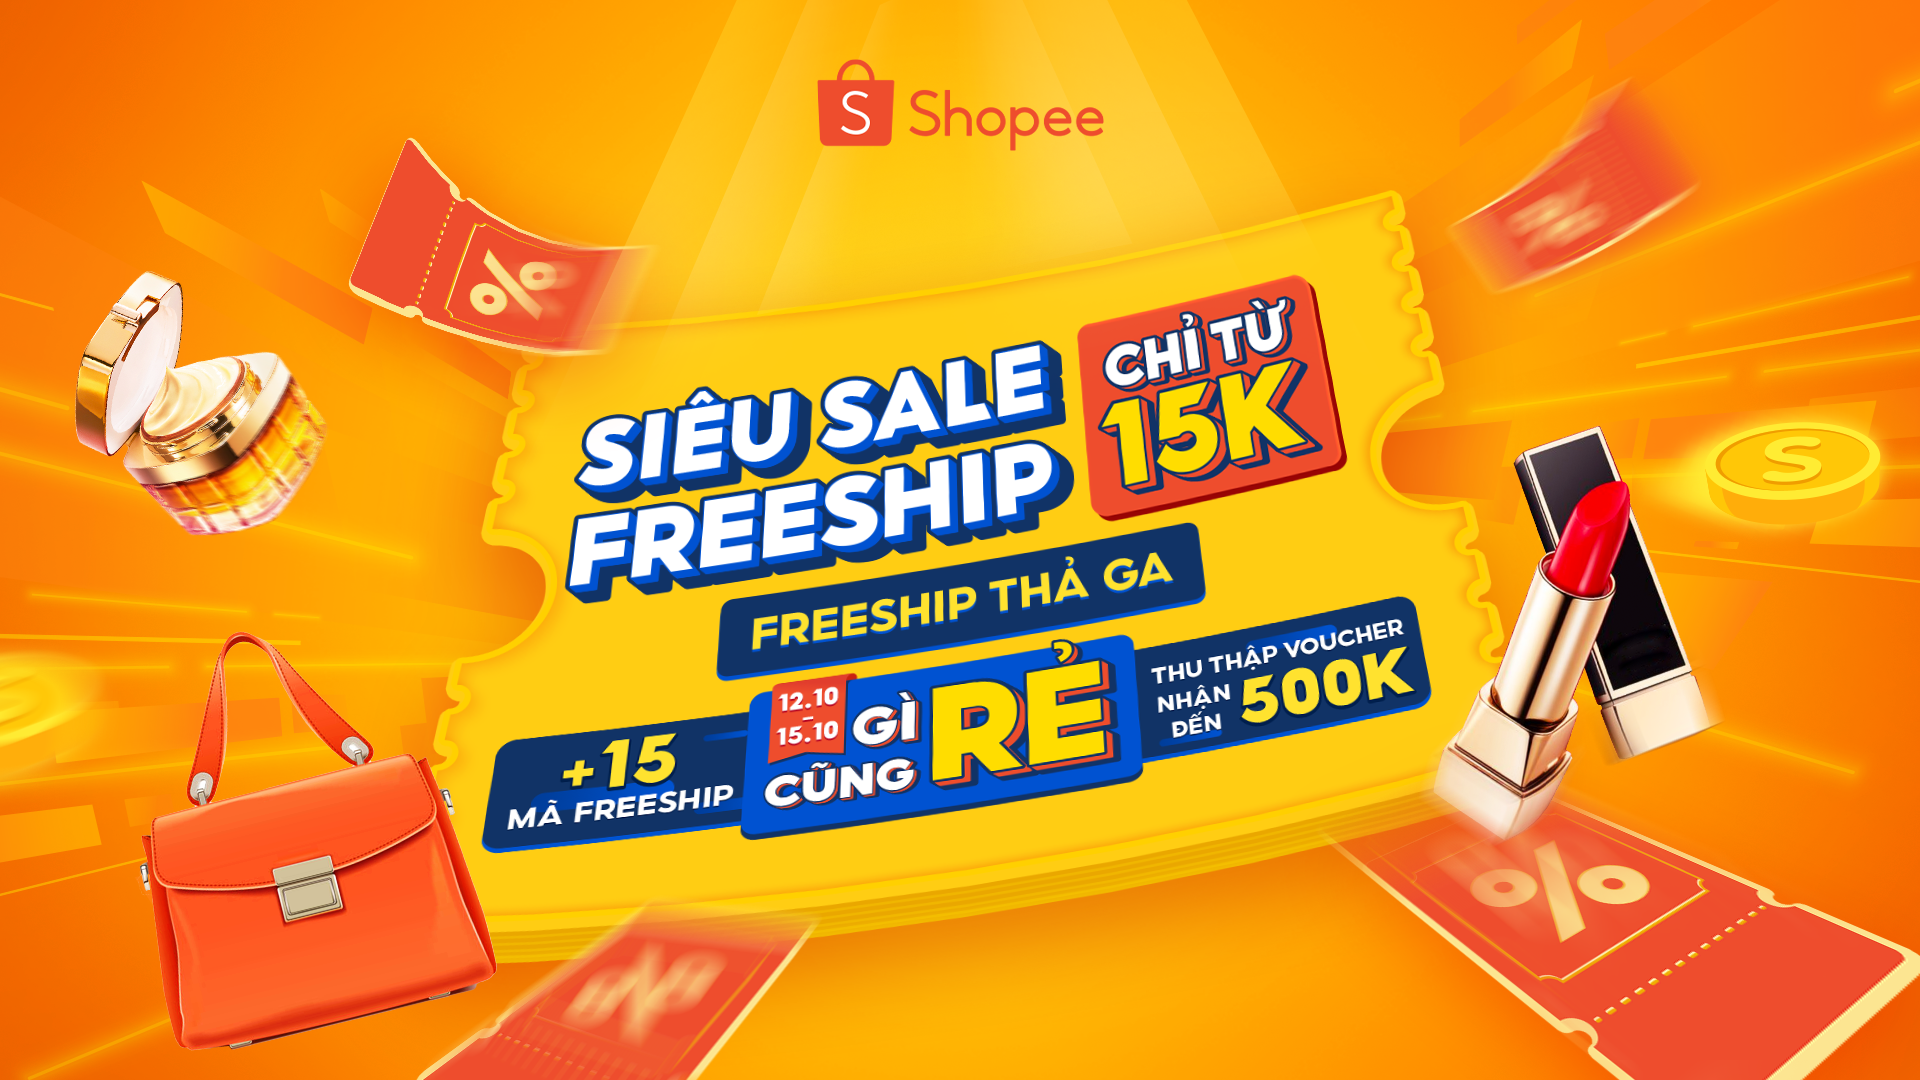 S Shopee
%
SIÊU SALE
FREESHIP
CHỈ TỪ
15K
FREESHIP THẢ GA
+15
MÃ FREESHIP
12.10
-
15.10
GÌ
CŨNG
RẺ
THU THẬP VOUCHER
NHẬN
ĐẾN
500K
S
S
%
%
%